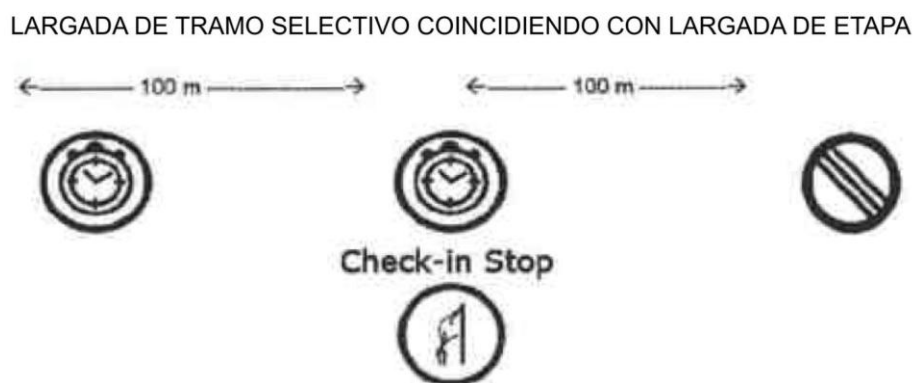 LARGADA DE TRAMO SELECTIVO COINCIDIENDO CON LARGADA DE ETAPA
100 m 100 m
Check-in Stop